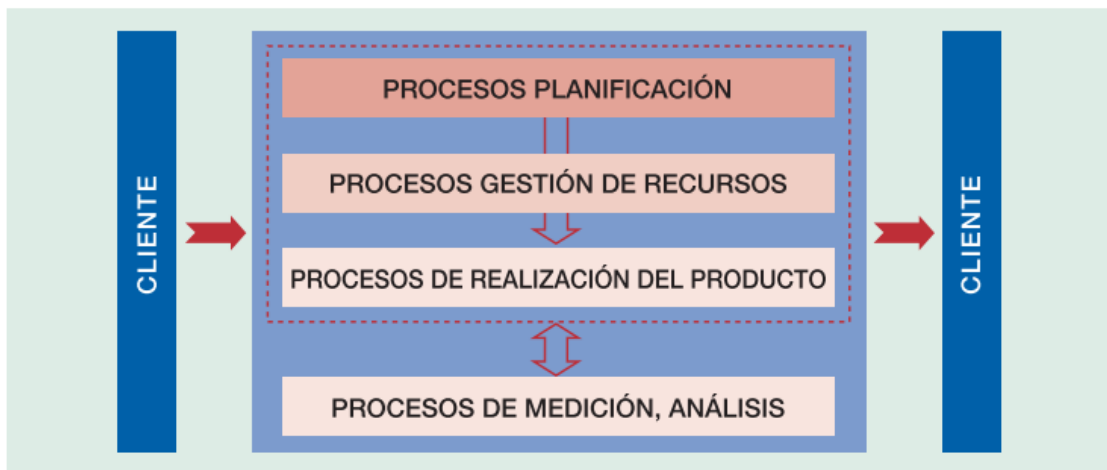 CLIENTE
PROCESOS PLANIFICACIÓN
PROCESOS GESTIÓN DE RECURSOS
PROCESOS DE REALIZACIÓN DEL PRODUCTO
PROCESOS DE MEDICIÓN, ANÁLISIS
CLIENTE